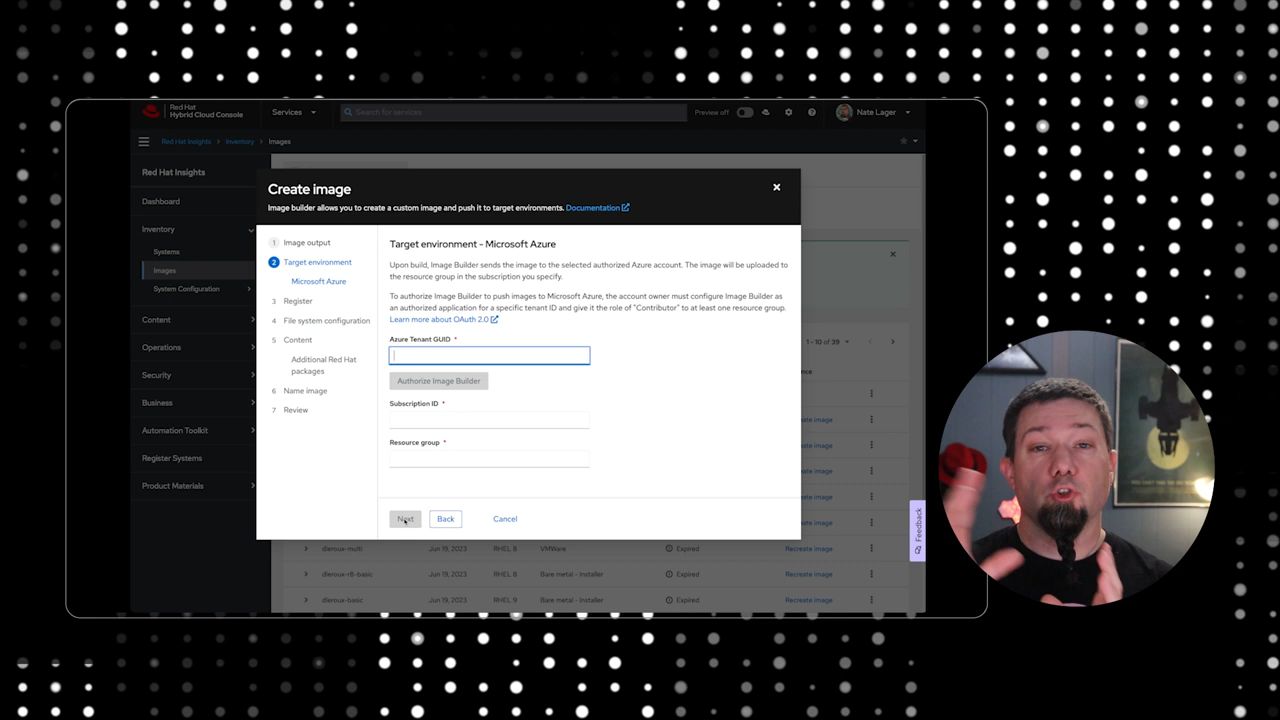 Red Hat
Hybrid Cloud Console
Services
Search for services
Preview off
Nate Lager
Red Hat Insights > Inventory > Images
Red Hat Insights
Dashboard
Inventory
Systems
Images
System Configuration
Content
Operations
Security
Business
Automation Toolkit
Register Systems
Product Materials
Create image
Image builder allows you to create a custom image and push it to target environments. Documentation
1 Image output
2 Target environment
Microsoft Azure
3 Register
4 File system configuration
5 Content
Additional Red Hat
packages
6 Name image
7 Review
Target environment - Microsoft Azure
Upon build, Image Builder sends the image to the selected authorized Azure account. The image will be uploaded
to the resource group in the subscription you specify.
To authorize Image Builder to push images to Microsoft Azure, the account owner must configure Image Builder as
an authorized application for a specific tenant ID and give it the role of "Contributor" to at least one resource group.
Learn more about OAuth 2.0
Azure Tenant GUID *
Authorize Image Builder
Subscription ID *
Resource group *
Next
Back
Cancel
1 - 10 of 39
Feedback
dleroux-multi Jun 19, 2023 RHEL 8 VMWare Expired Recreate image
dleroux-r8-basic Jun 19, 2023 RHEL 8 Bare metal - Installer Expired Recreate image
dleroux-basic Jun 19, 2023 RHEL 9 Bare metal - Installer Expired Recreate image